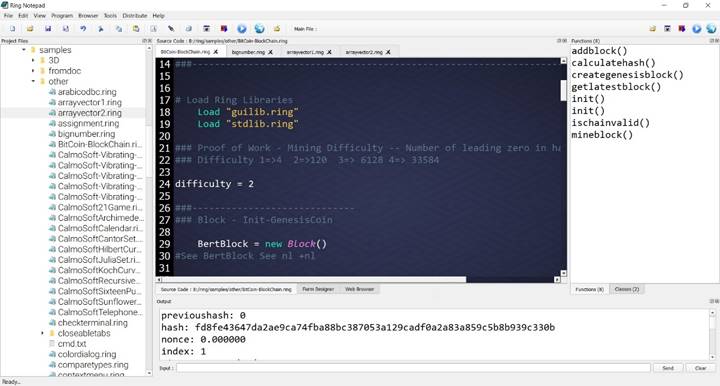 Ring Notepad
File Edit View Program Browser Tools Distribute Help
Main File :
Project Files
samples
3D
fromdoc
other
arabicodbc.ring
arrayvector1.ring
arrayvector2.ring
assignment.ring
bignumber.ring
BitCoin-BlockChain.ri...
CalmoSoft-Vibrating-
CalmoSoft-Vibrating-
CalmoSoft-Vibrating-
CalmoSoft-Vibrating-
CalmoSoft21Game.ri...
CalmoSoftArchimede...
CalmoSoftCalendar.ri...
CalmoSoftCantorSet....
CalmoSoftHilbertCur...
CalmoSoftJuliaSet.rin...
CalmoSoftKochCurv...
CalmoSoftRecursive...
CalmoSoftSixteenPu...
CalmoSoftSunflower...
CalmoSoftTelephone...
checkterminal.ring
closeabletabs
cmd.txt
colordialog.ring
comparetypes.ring
contextmenu.ring
Source Code : B:/ring/samples/other/BitCoin-BlockChain.ring
BitCoin-BlockChain.ring bignumber.ring arrayvector1.ring arrayvector2.ring
14 ###-----------------------------------------------
15
16
17 # Load Ring Libraries
18 Load "guilib.ring"
19 Load "stdlib.ring"
20
21 ### Proof of Work - Mining Difficulty -- Number of leading zero in ha
22 ### Difficulty 1=>4 2=>120 3=> 6128 4=> 33584
23
24 difficulty = 2
25
26 ###----------------------------
27 ### Block - Init-GenesisCoin
28
29 BertBlock = new Block()
30 #See BertBlock See nl +nl
31
Source Code : B:/ring/samples/other/BitCoin-BlockChain.ring Form Designer Web Browser
Functions (8)
addblock()
calculatehash()
creategenesisblock()
getlatestblock()
init()
init()
ischainvalid()
mineblock()
Functions (8) Classes (2)
Output
previoushash: 0
hash: fd8fe43647da2ae9ca74fba88bc387053a129cadf0a2a83a859c5b8b939c330b
nonce: 0.000000
index: 1
Input :
Send Clear
Ready...